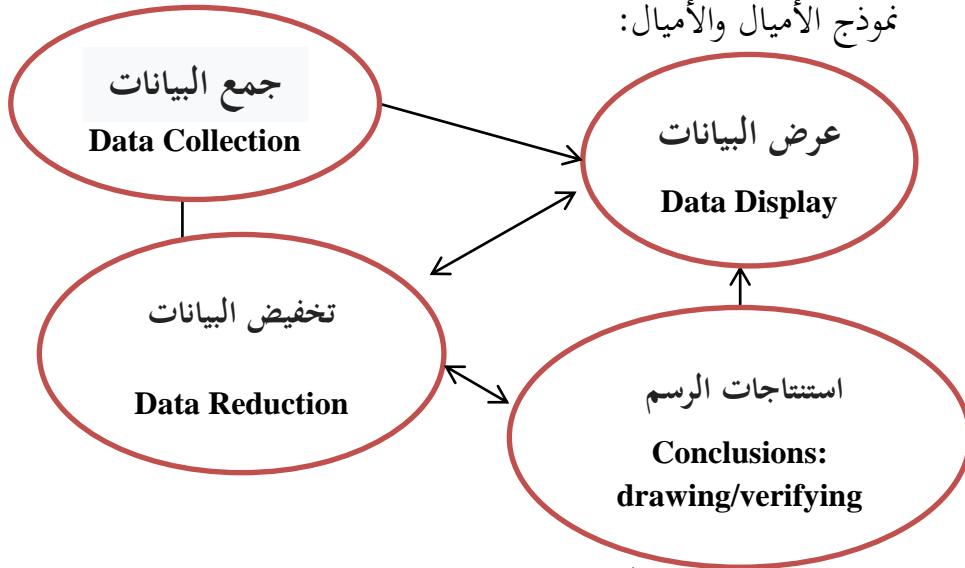 نموذج الأميال والأميال:
جمع البيانات
Data Collection
عرض البيانات
Data Display
تخفيض البيانات
Data Reduction
استنتاجات الرسم
Conclusions:
drawing/verifying